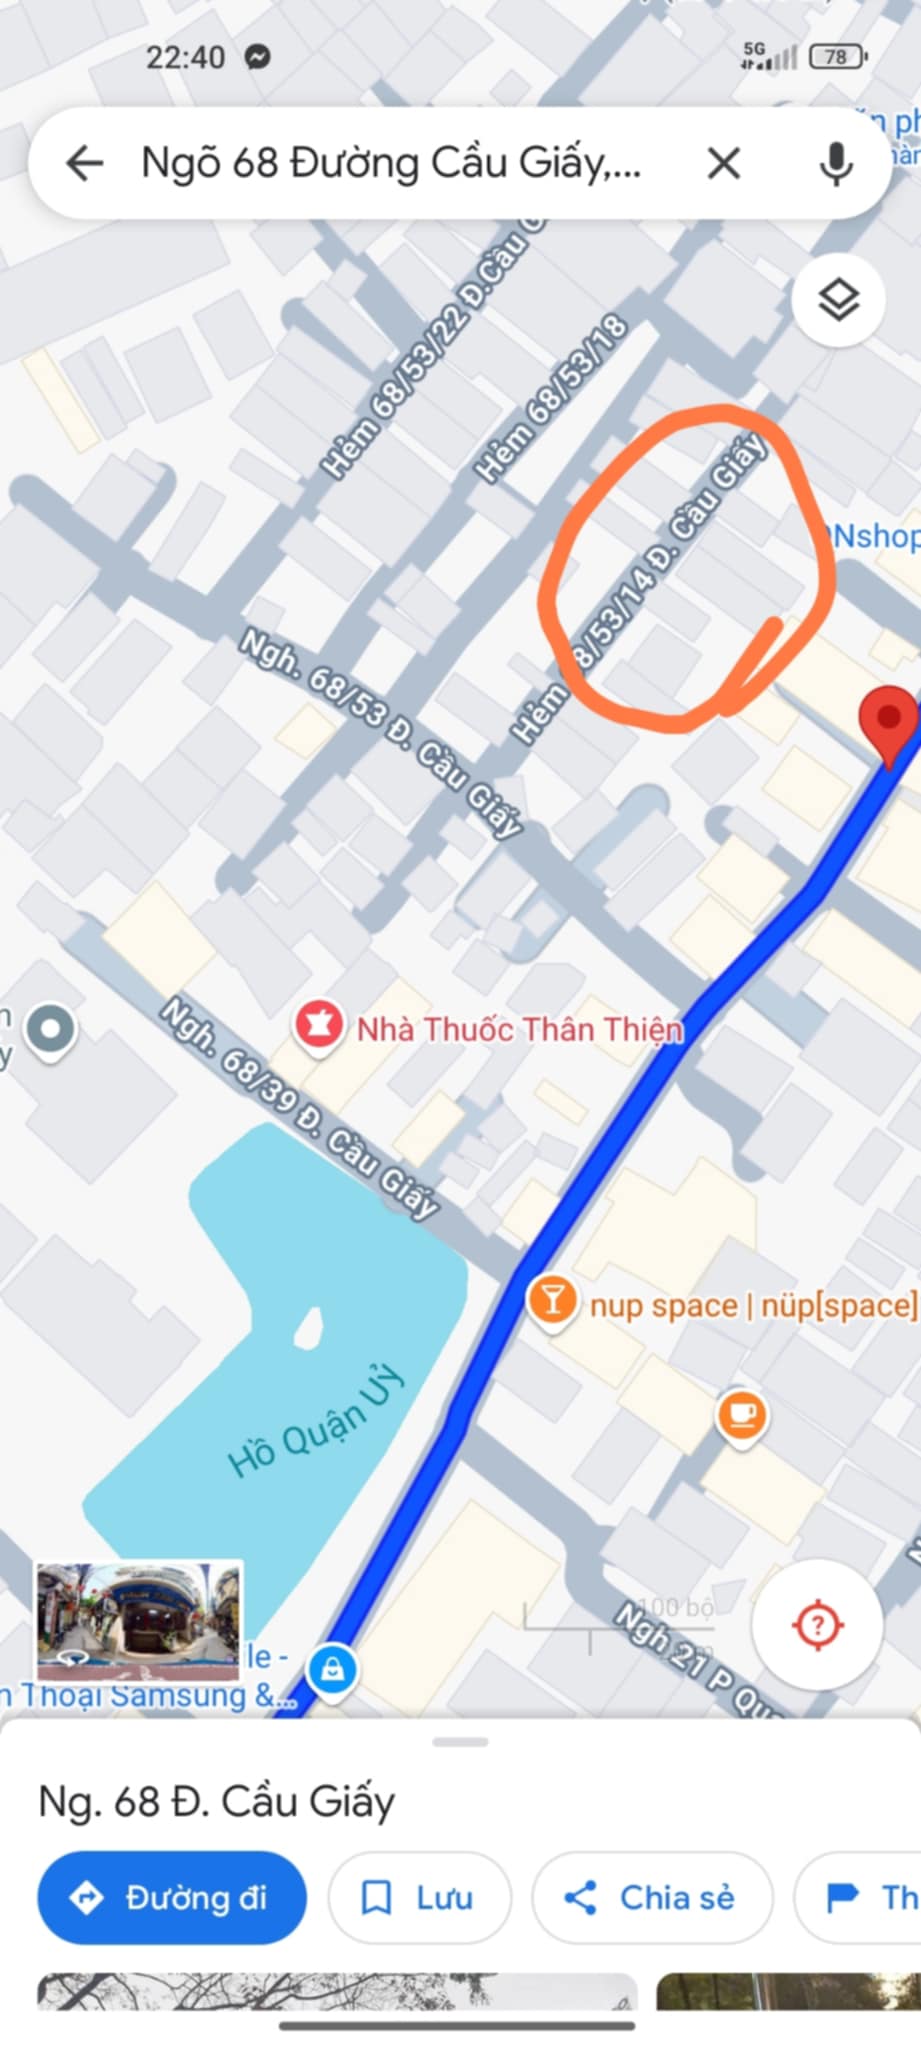 22:40
5G
78
Ngõ 68 Đường Cầu Giấy,...
Hẻm 68/53/22 Đ.Cầu G
Hẻm 68/53/18
Hẻm 8/53/14 Đ. Cầu Giấy
Nshop
Ngh. 68/53 Đ. Cầu Giấy
Nhà Thuốc Thân Thiện
Ngh. 68/39 Đ. Cầu Giấy
nup space | nüp[space]
Hồ Quận Uỷ
100 bộ
Ngh 21 P Qu
le -
n Thoại Samsung &...
Ng. 68 Đ. Cầu Giấy
Đường đi
Lưu
Chia sẻ
Th